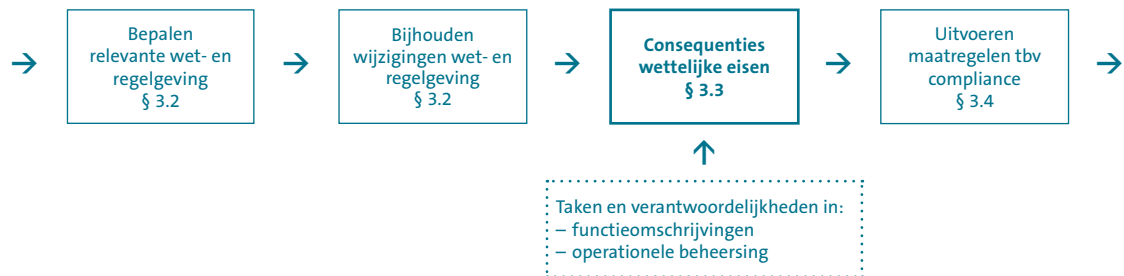 Bepalen
relevante wet- en
regelgeving
§ 3.2
Bijhouden
wijzigingen wet- en
regelgeving
§ 3.2
Consequenties
wettelijke eisen
§ 3.3
Uitvoeren
maatregelen tbv
compliance
§ 3.4
Taken en verantwoordelijkheden in:
– functieomschrijvingen
– operationele beheersing